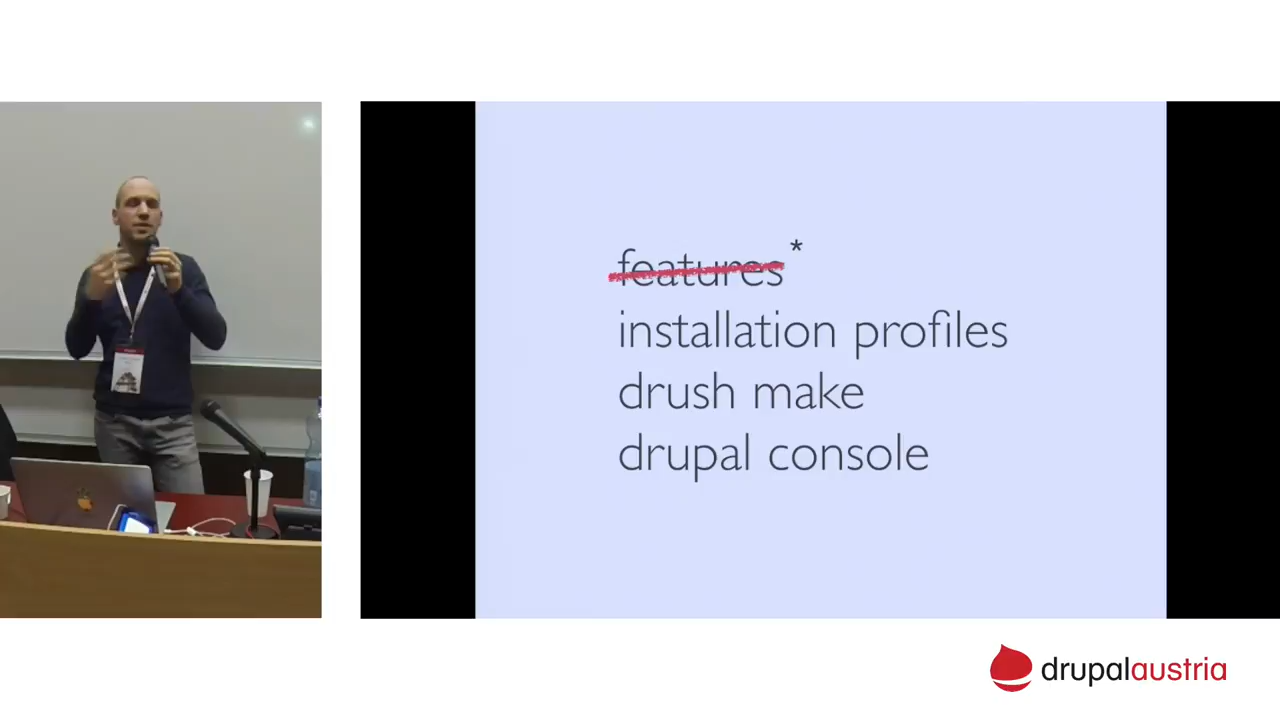 features*
installation profiles
drush make
drupal console
drupalaustria